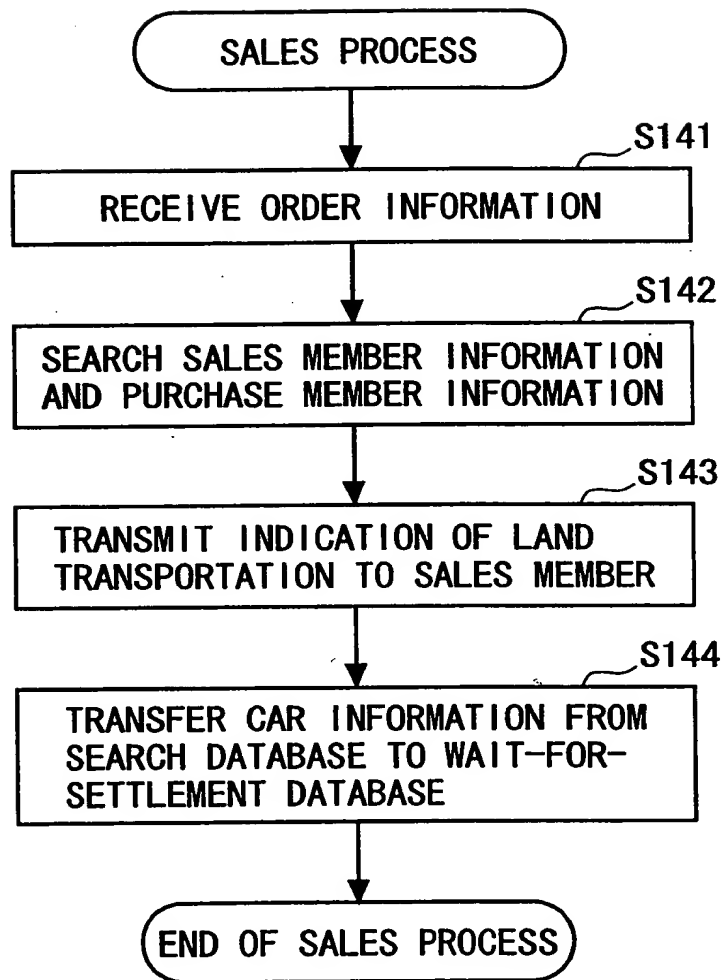 SALES PROCESS
S141
RECEIVE ORDER INFORMATION
S142
SEARCH SALES MEMBER INFORMATION
AND PURCHASE MEMBER INFORMATION
S143
TRANSMIT INDICATION OF LAND
TRANSPORTATION TO SALES MEMBER
S144
TRANSFER CAR INFORMATION FROM
SEARCH DATABASE TO WAIT-FOR-
SETTLEMENT DATABASE
END OF SALES PROCESS